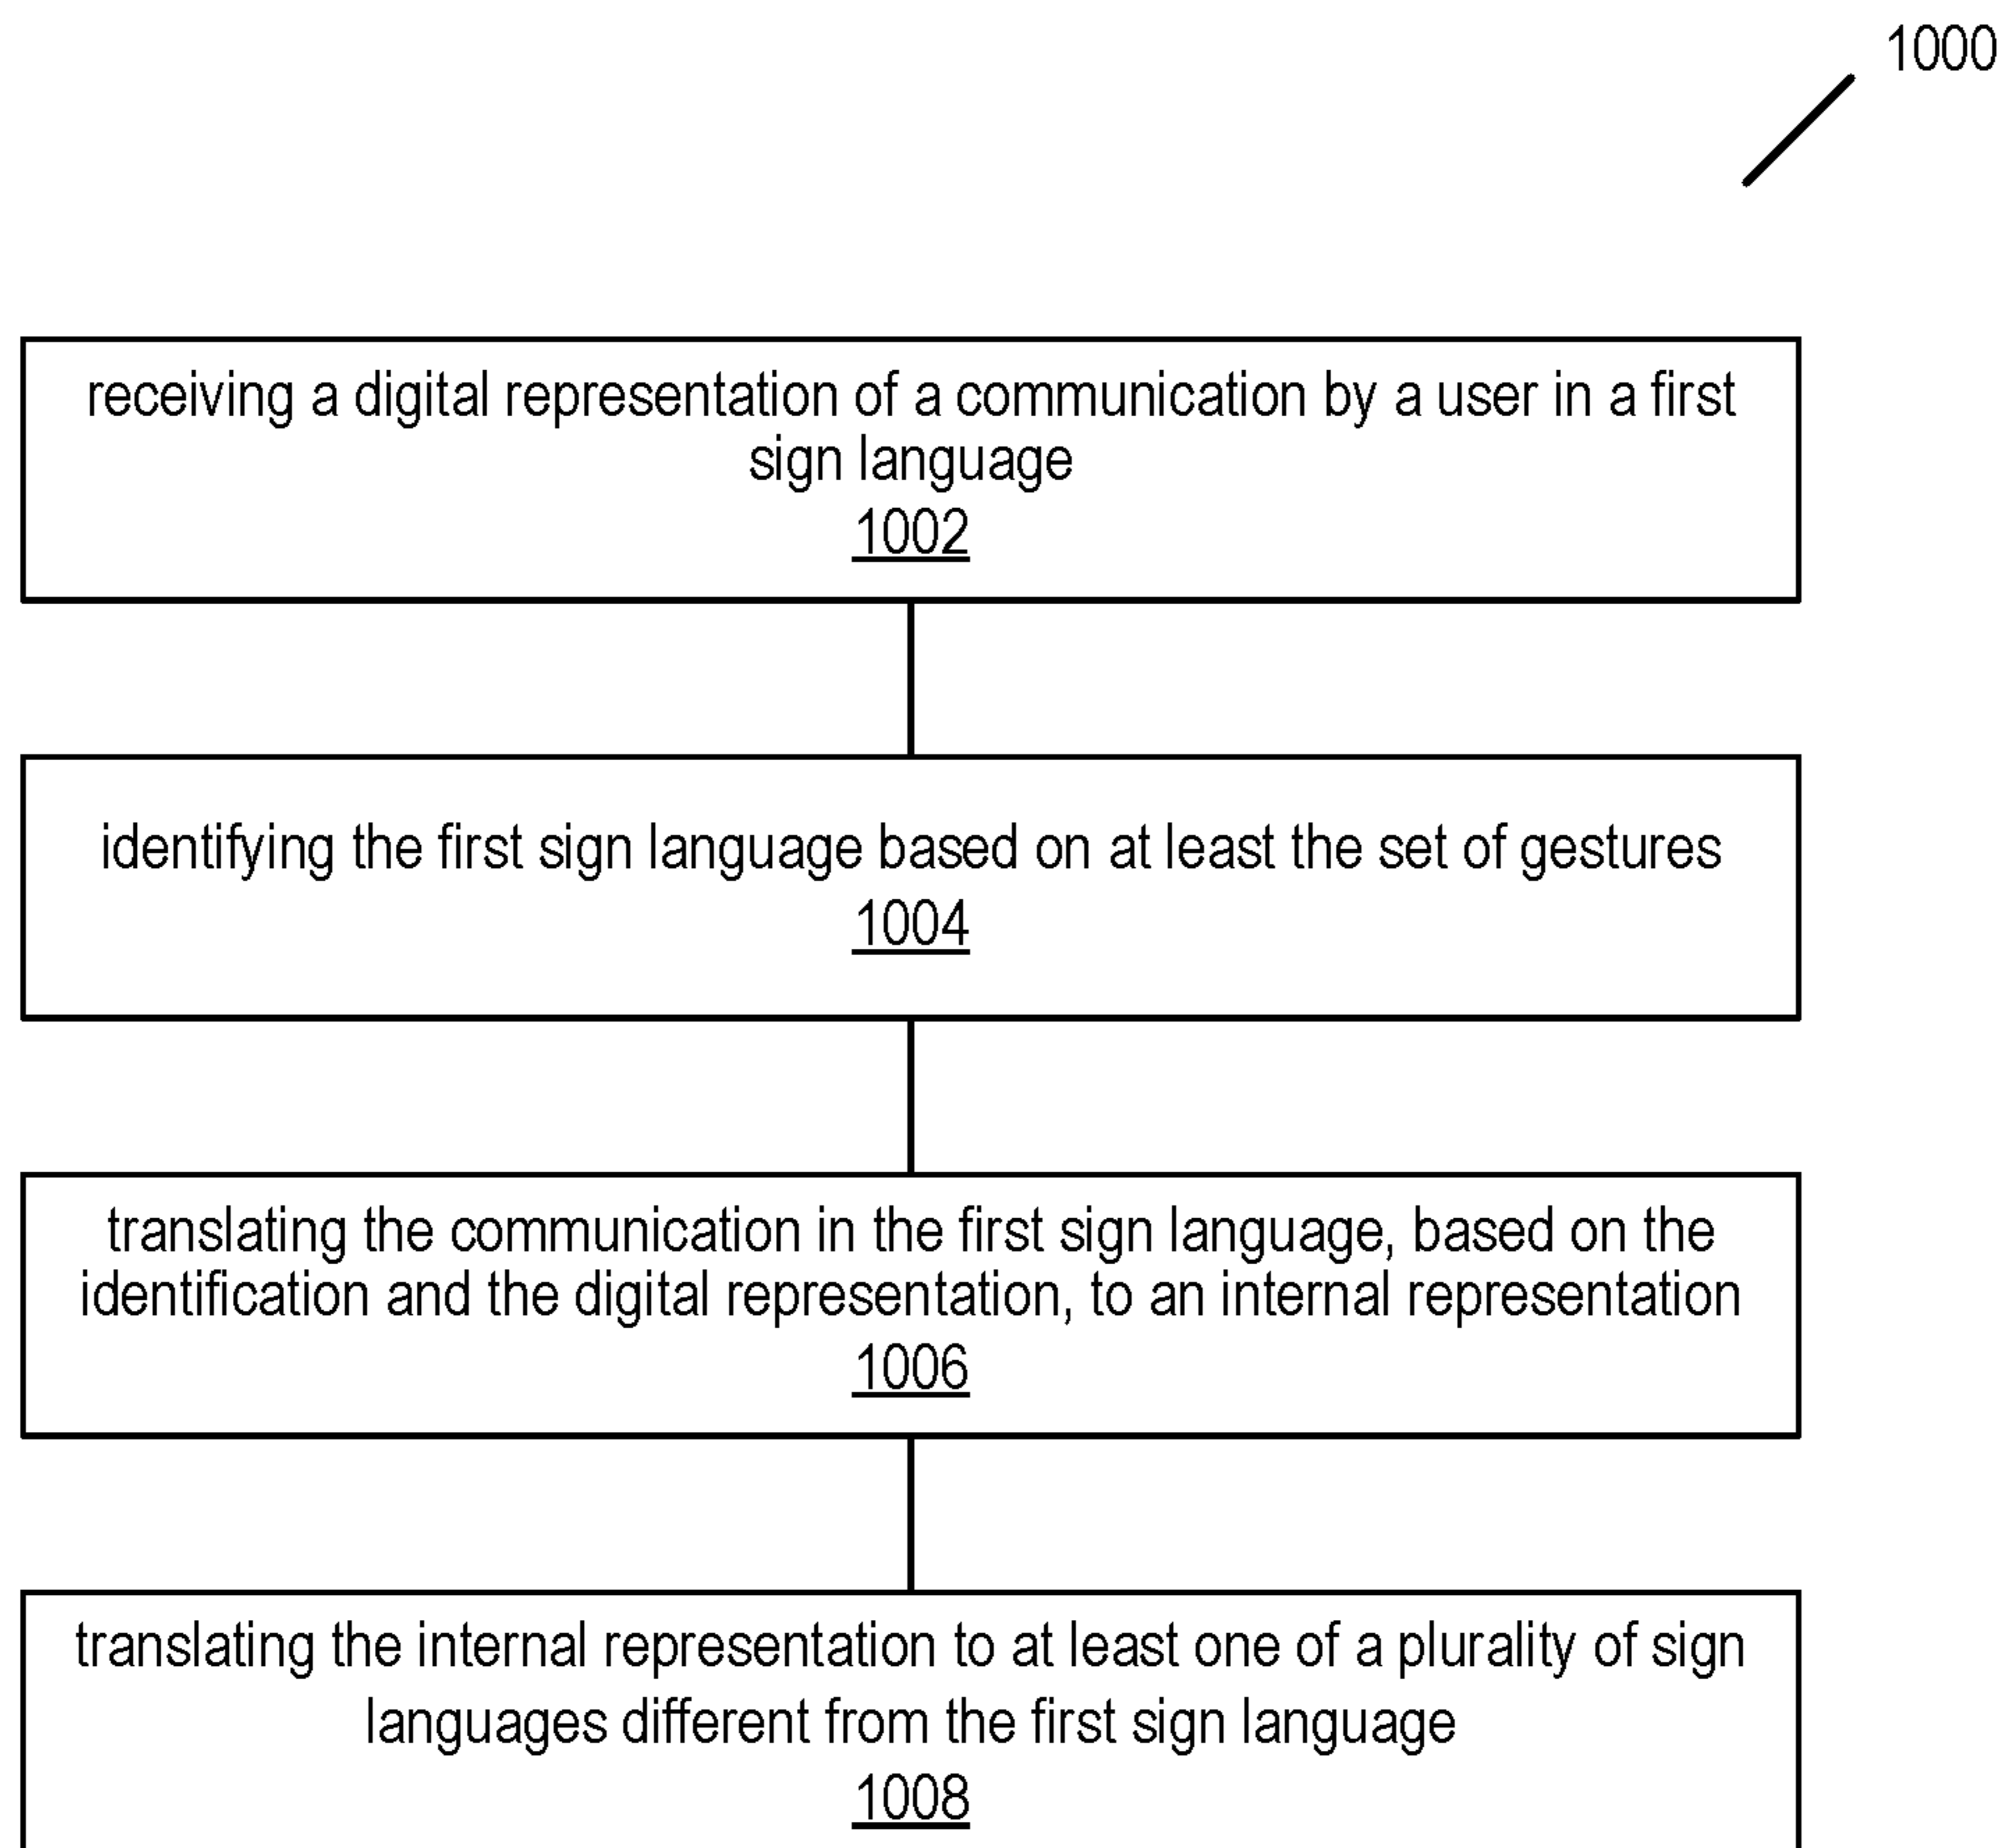 1000
receiving a digital representation of a communication by a user in a first
sign language
1002
identifying the first sign language based on at least the set of gestures
1004
translating the communication in the first sign language, based on the
identification and the digital representation, to an internal representation
1006
translating the internal representation to at least one of a plurality of sign
languages different from the first sign language
1008